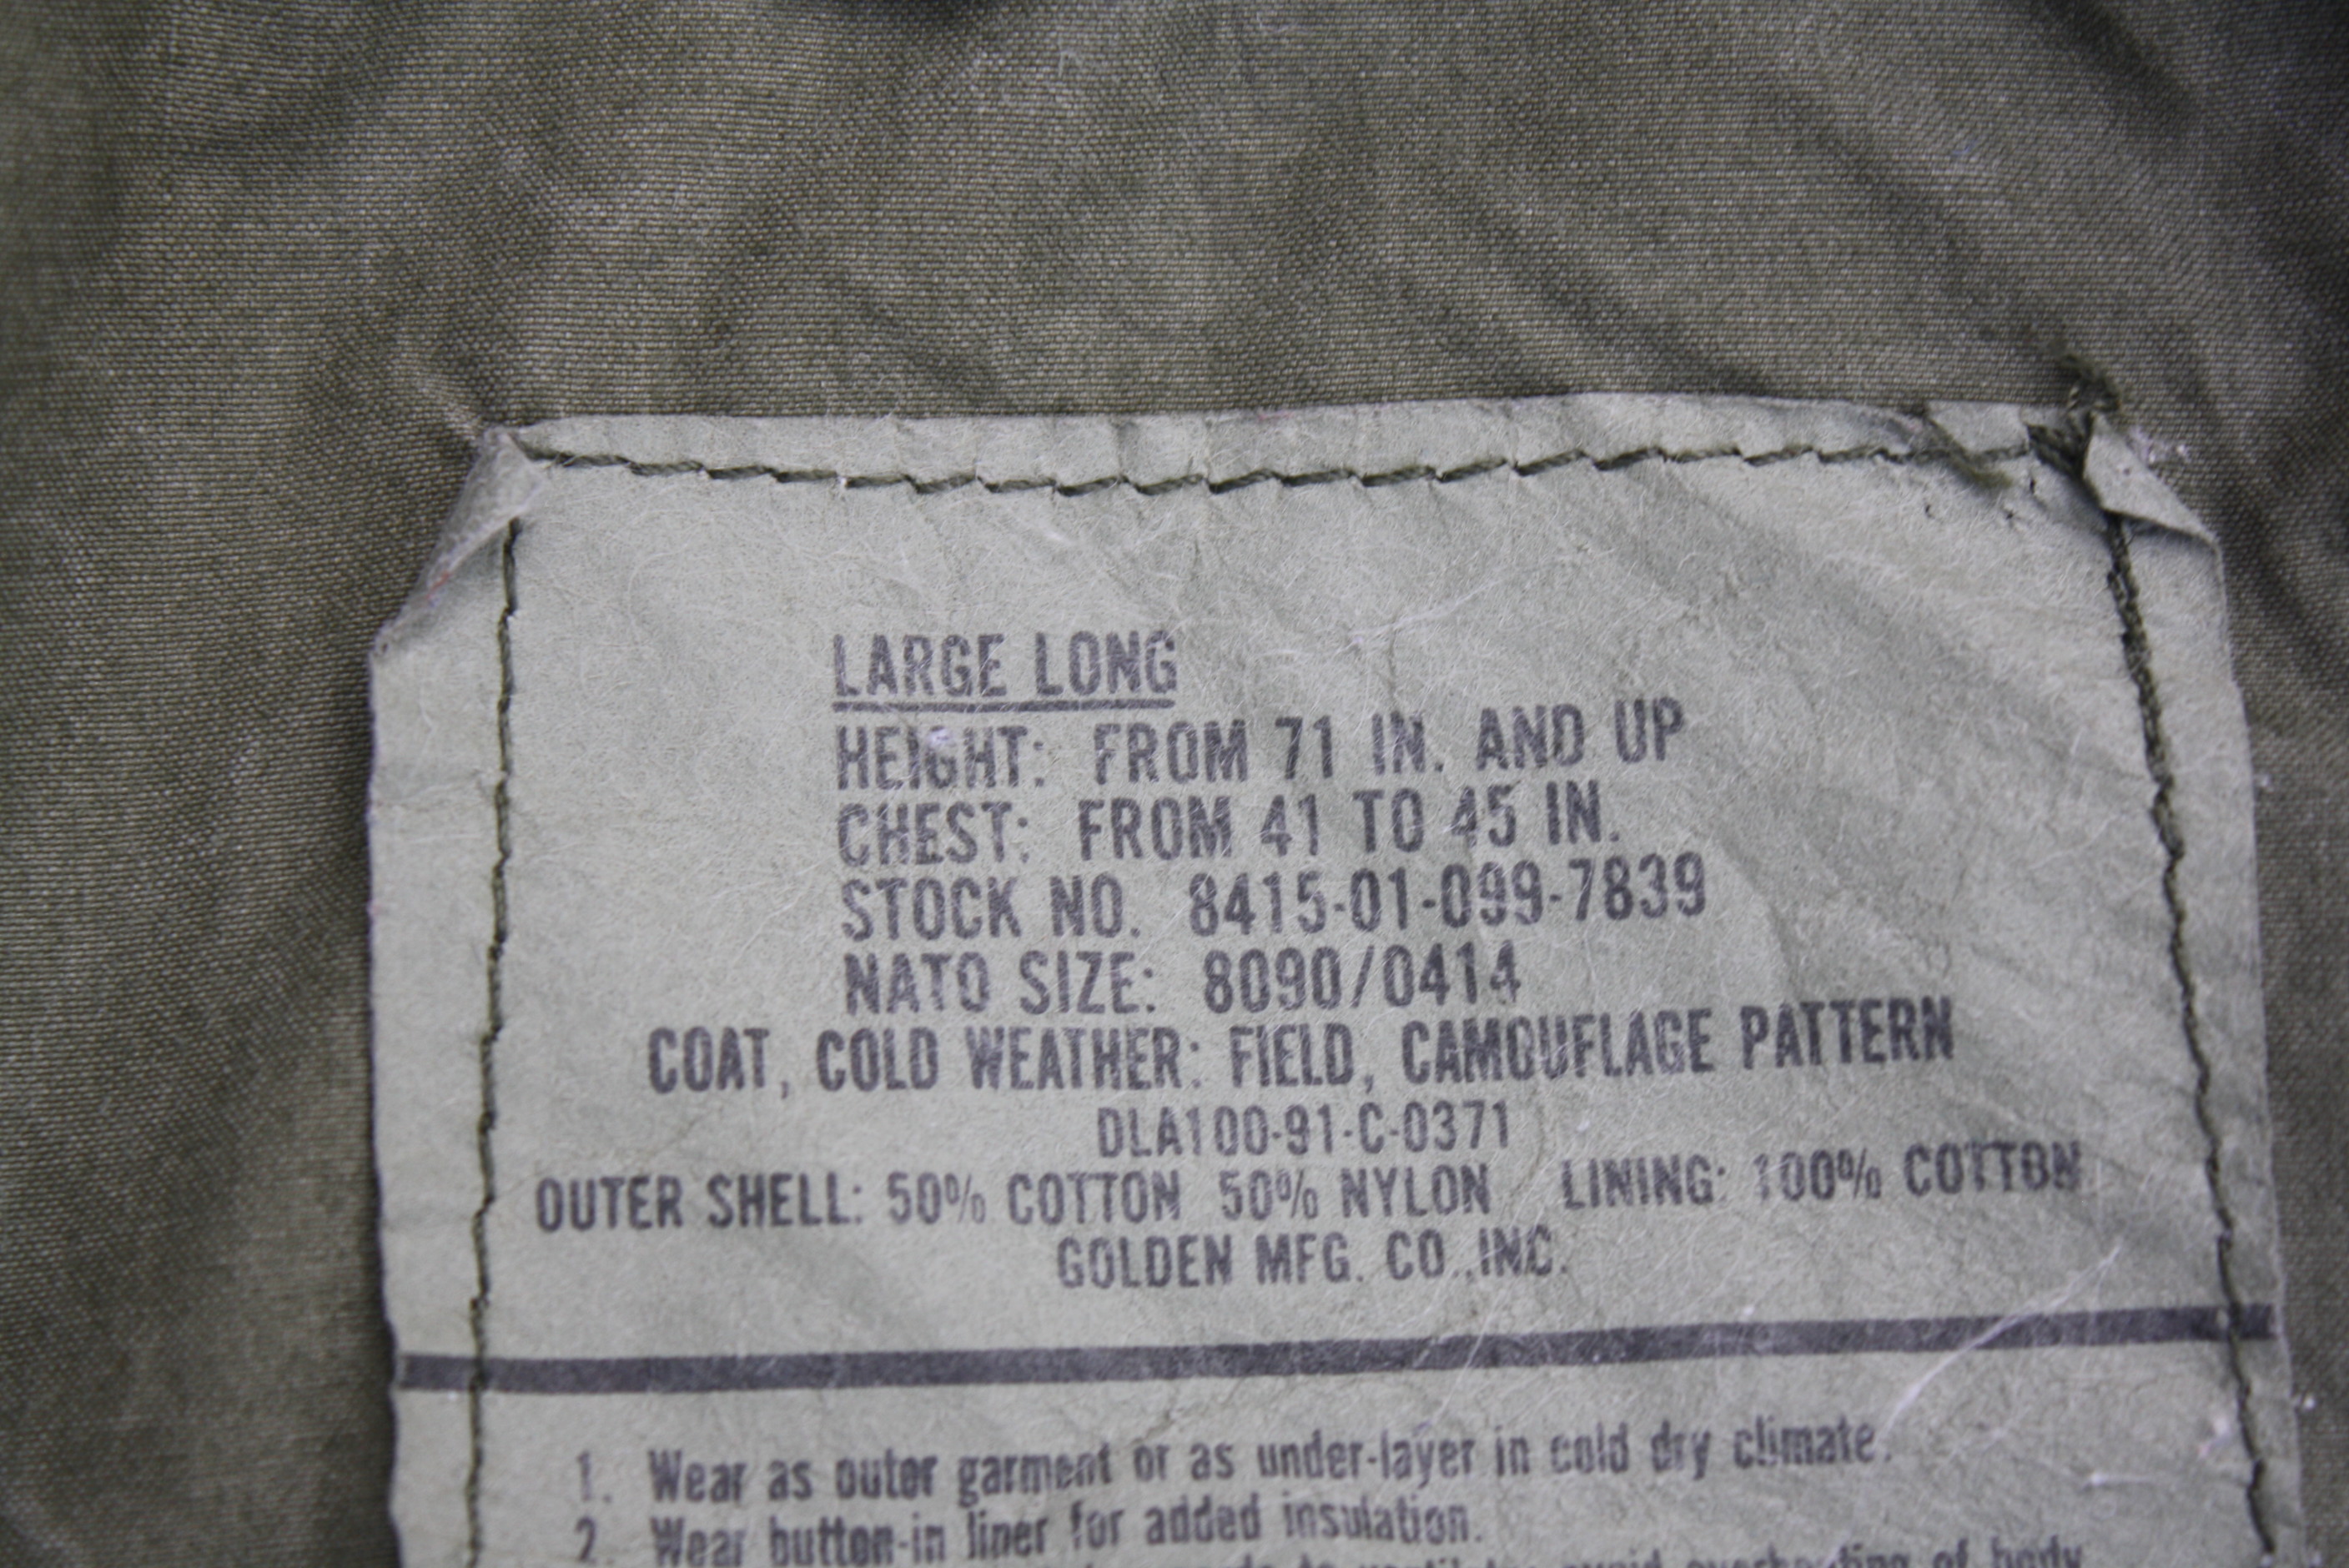 LARGE LONG
HEIGHT: FROM 71 IN. AND UP
CHEST: FROM 41 TO 45 IN.
STOCK NO. 8415-01-099-7839
NATO SIZE: 8090/0414
COAT, COLD WEATHER: FIELD, CAMOUFLAGE PATTERN
DLA100-91-C-0371
OUTER SHELL: 50% COTTON 50% NYLON LINING: 100% COTTON
GOLDEN MFG. CO., INC.
1. Wear as outer garment or as under-layer in cold dry climate.
2. Wear button-in liner for added insulation.
overheating of body